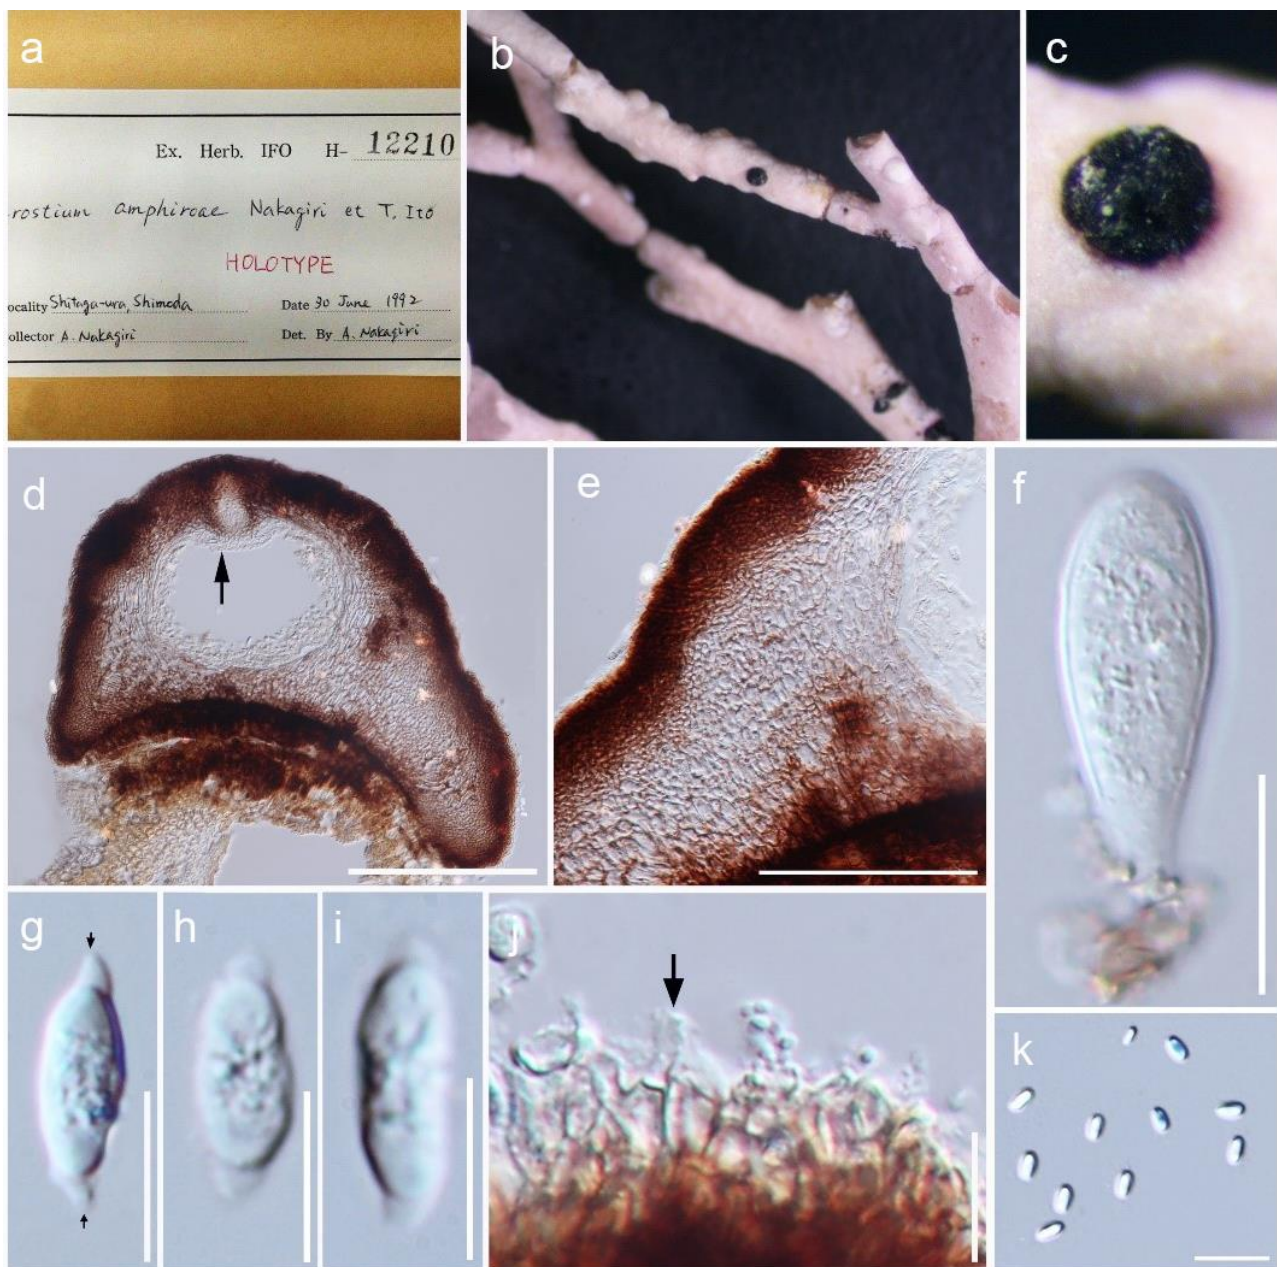 a
b
c
Ex. Herb. IFO H- 12210
rostium amphiroae Nakagiri et T. Ito
HOLOTYPE
ocality Shitaga-ura, Shimoda Date 30 June 1992
ollector A. Nakagiri Det. By A. Nakagiri
d
e
f
g
h
i
j
k